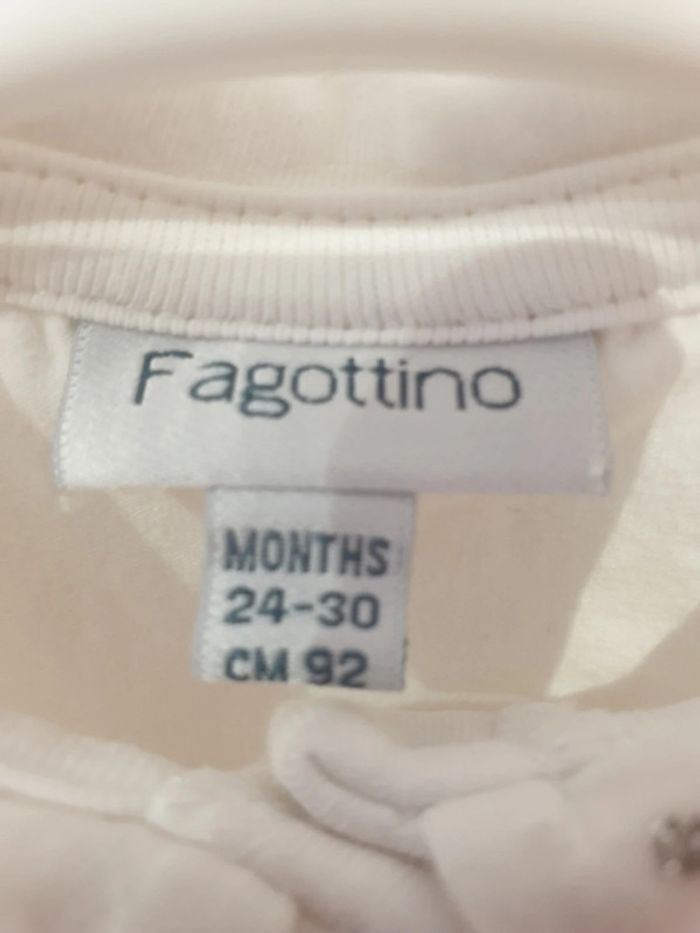 Fagottino
MONTHS
24-30
CM 92